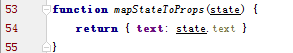 53 function mapStateToProps(state) {
54     return { text: state.text }
55 }